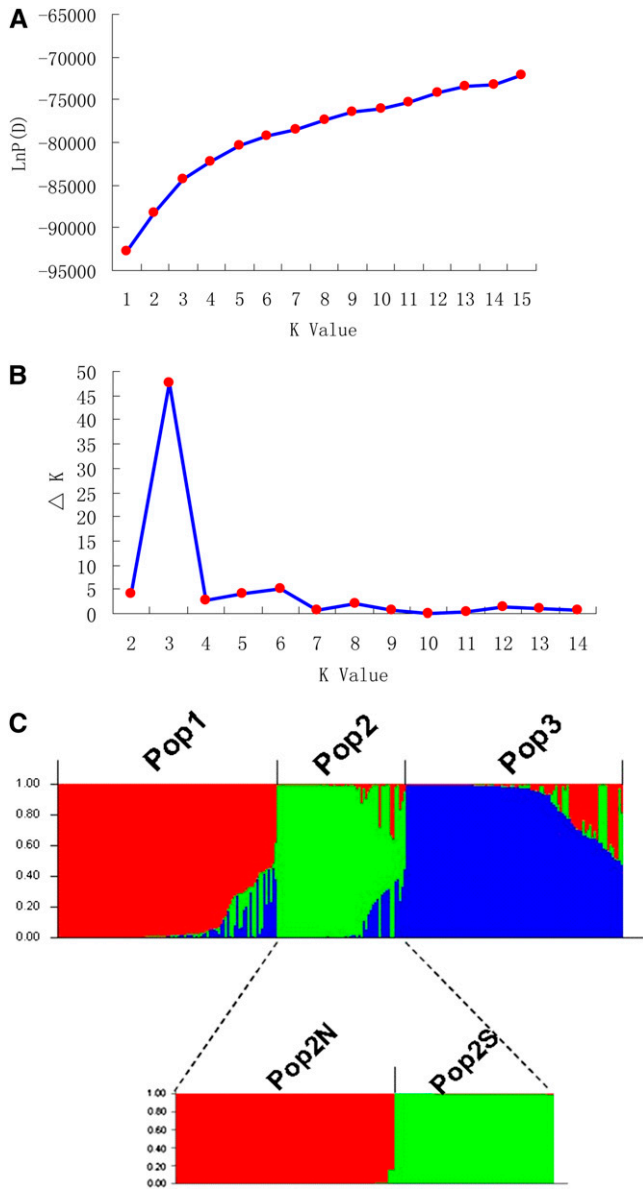 A
-65000
-70000
-75000
-80000
-85000
-90000
-95000
LnP(D)
1 2 3 4 5 6 7 8 9 10 11 12 13 14 15
K Value
B
50
45
40
35
30
25
20
15
10
5
0
△ K
2 3 4 5 6 7 8 9 10 11 12 13 14
K Value
C
Pop1 Pop2 Pop3
1.00
0.80
0.60
0.40
0.20
0.00
Pop2N Pop2S
1.00
0.80
0.60
0.40
0.20
0.00